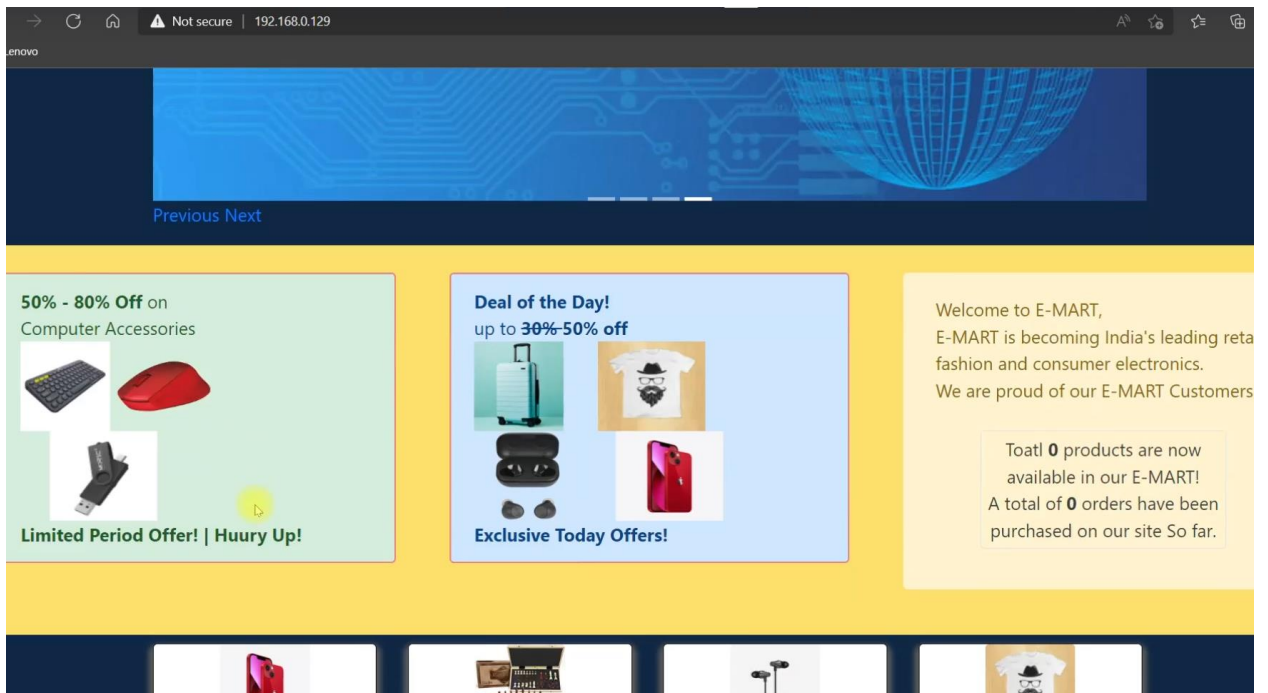 Not secure | 192.168.0.129
Lenovo
Previous Next
50% - 80% Off on
Computer Accessories
Limited Period Offer! | Huury Up!
Deal of the Day!
up to 30% 50% off
Exclusive Today Offers!
Welcome to E-MART,
E-MART is becoming India's leading reta
fashion and consumer electronics.
We are proud of our E-MART Customers
Toatl 0 products are now
available in our E-MART!
A total of 0 orders have been
purchased on our site So far.